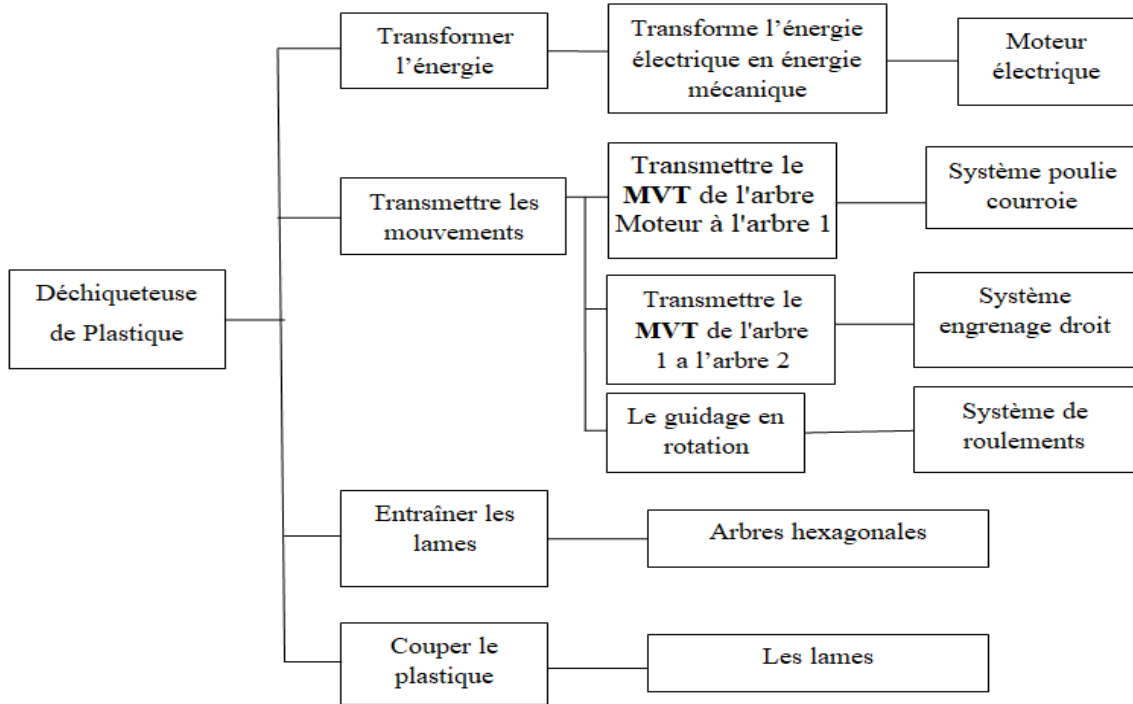 Transformer
l'énergie
Transforme l'énergie
électrique en énergie
mécanique
Moteur
électrique
Transmettre les
mouvements
Transmettre le
MVT de l'arbre
Moteur à l'arbre 1
Système poulie
courroie
Déchiqueteuse
de Plastique
Transmettre le
MVT de l'arbre
1 a l'arbre 2
Système
engrenage droit
Le guidage en
rotation
Système de
roulements
Entraîner les
lames
Arbres hexagonales
Couper le
plastique
Les lames